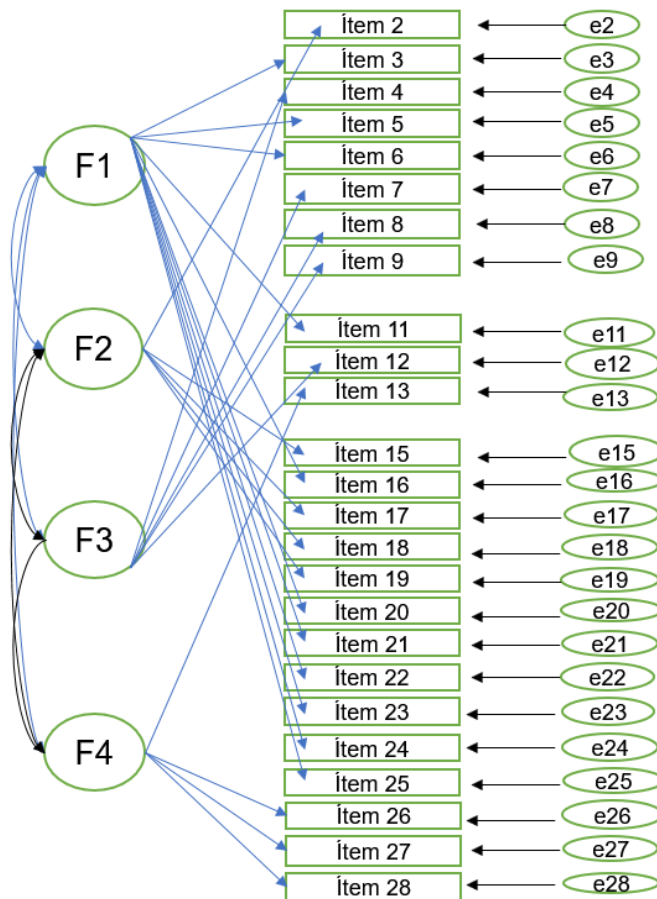 Ítem 2 e2
Ítem 3 e3
Ítem 4 e4
Ítem 5 e5
F1
Ítem 6 e6
Ítem 7 e7
Ítem 8 e8
Ítem 9 e9
Ítem 11 e11
F2
Ítem 12 e12
Ítem 13 e13
Ítem 15 e15
Ítem 16 e16
Ítem 17 e17
F3
Ítem 18 e18
Ítem 19 e19
Ítem 20 e20
Ítem 21 e21
Ítem 22 e22
Ítem 23 e23
F4
Ítem 24 e24
Ítem 25 e25
Ítem 26 e26
Ítem 27 e27
Ítem 28 e28